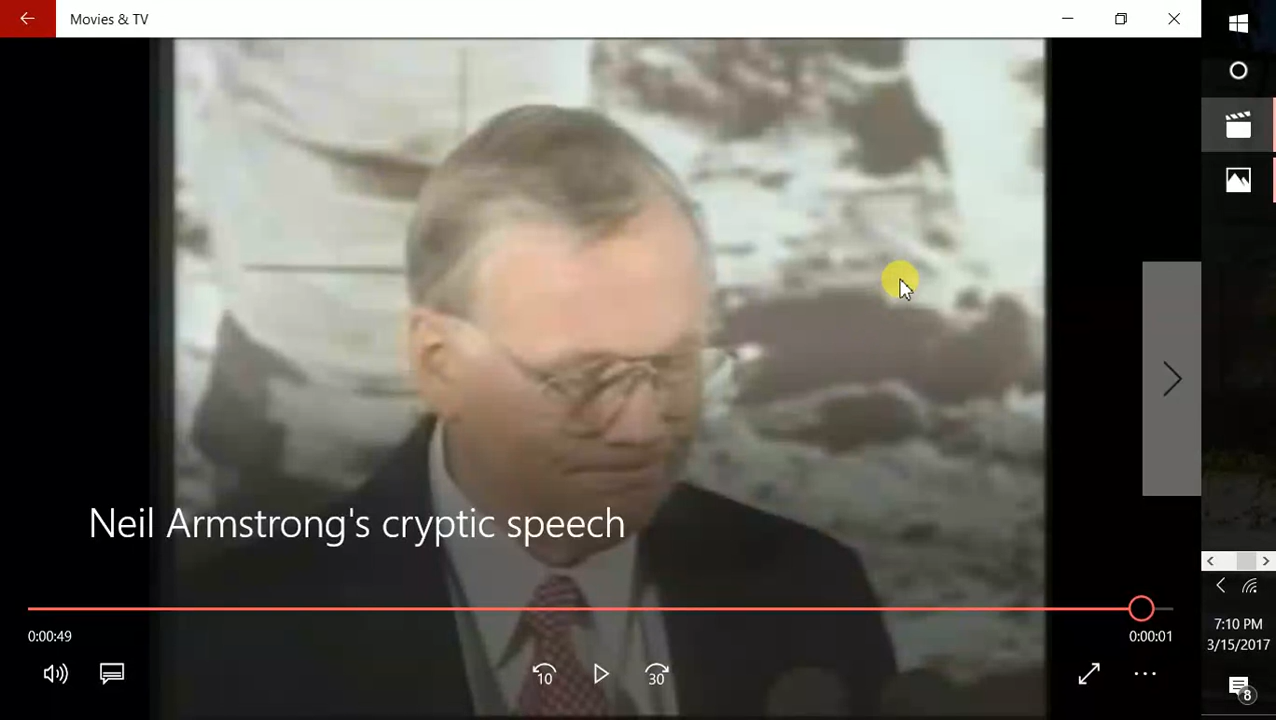 Movies & TV
Neil Armstrong's cryptic speech
0:00:49
0:00:01
10
30
7:10 PM
3/15/2017
8